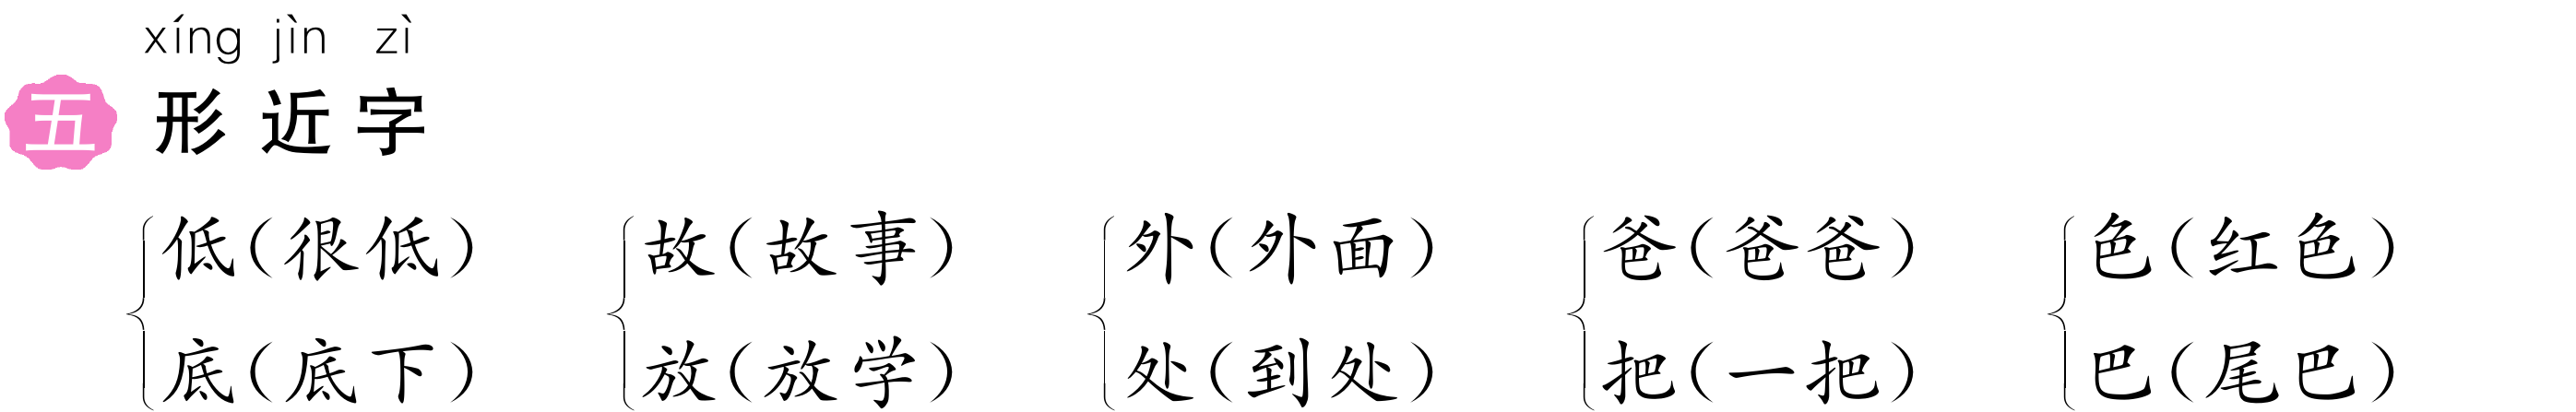 xíng jìn zì
五 形近字
低(很低) 故(故事) 外(外面) 爸(爸爸) 色(红色)
底(底下) 放(放学) 处(到处) 把(一把) 巴(尾巴)